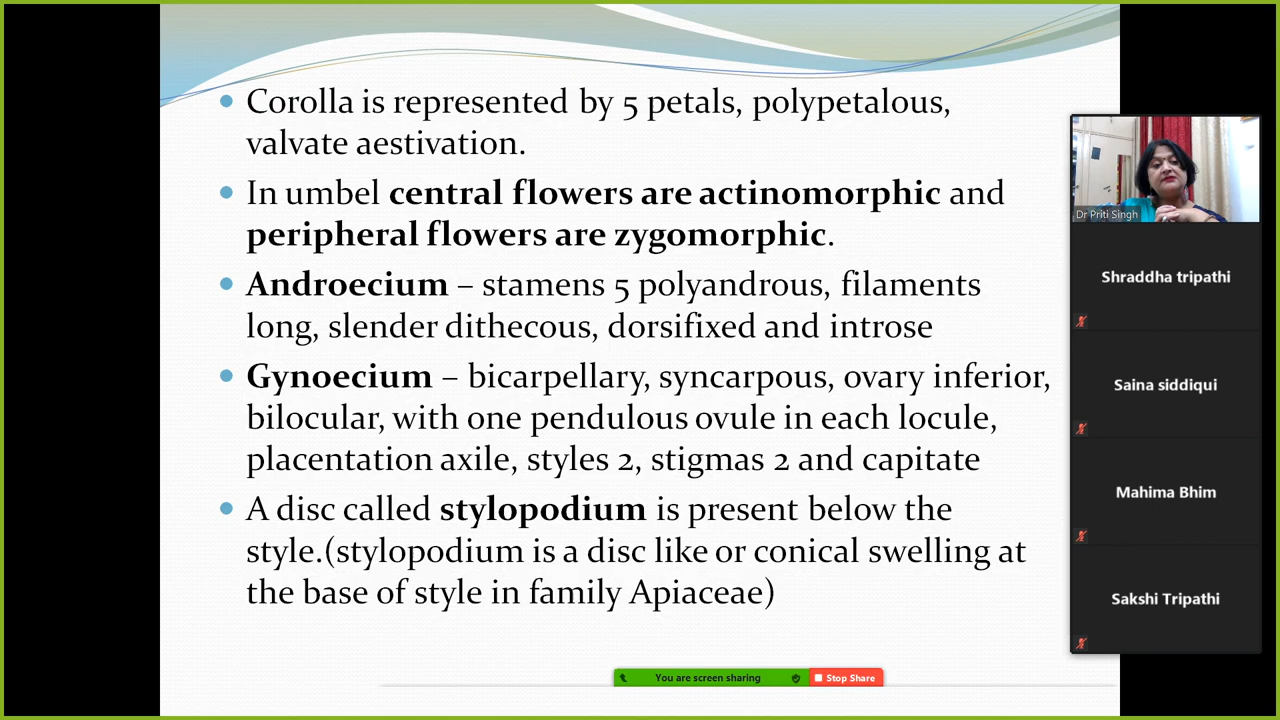 Corolla is represented by 5 petals, polypetalous,
valvate aestivation.
In umbel central flowers are actinomorphic and
peripheral flowers are zygomorphic.
Androecium – stamens 5 polyandrous, filaments
long, slender dithecous, dorsifixed and introse
Gynoecium – bicarpellary, syncarpous, ovary inferior,
bilocular, with one pendulous ovule in each locule,
placentation axile, styles 2, stigmas 2 and capitate
A disc called stylopodium is present below the
style.(stylopodium is a disc like or conical swelling at
the base of style in family Apiaceae)
Dr Priti Singh
Shraddha tripathi
Saina siddiqui
Mahima Bhim
Sakshi Tripathi
You are screen sharing
Stop Share